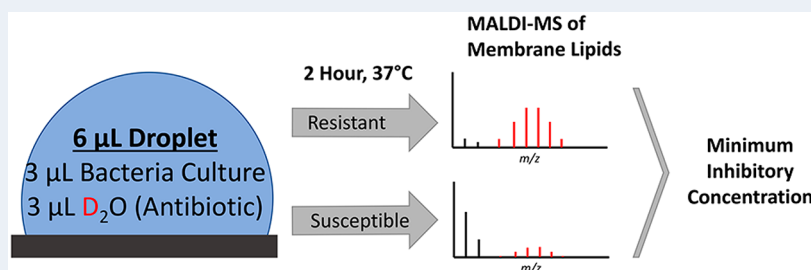 MALDI-MS of
Membrane Lipids
2 Hour, 37°C
Resistant
m/z
6 µL Droplet
3 µL Bacteria Culture
3 µL D₂O (Antibiotic)
Susceptible
m/z
Minimum
Inhibitory
Concentration